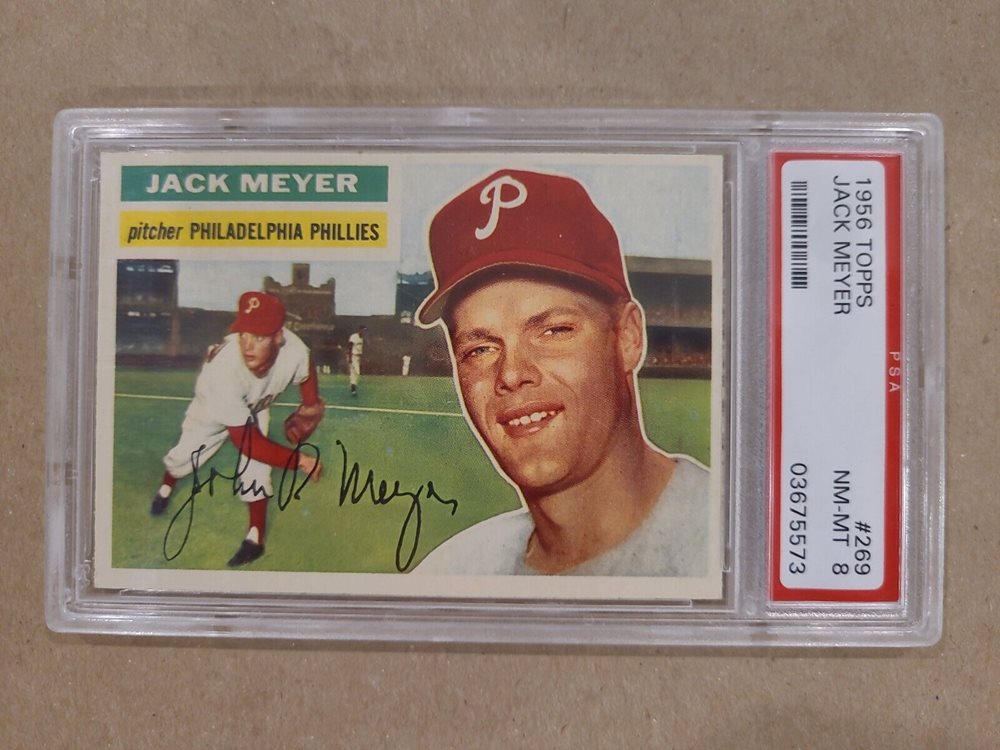 JACK MEYER
pitcher PHILADELPHIA PHILLIES
P
P
John R Meyer
1956 TOPPS #269
JACK MEYER NM-MT 8
03675573
PSA